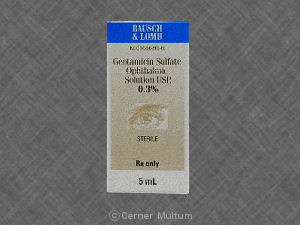 BAUSCH
& LOMB
Gentamicin Sulfate
Ophthalmic
Solution USP,
0.3%
STERILE
Rx only
5 mL
© Cerner Multum